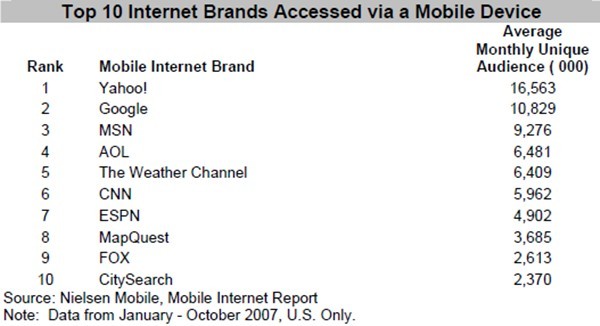 Top 10 Internet Brands Accessed via a Mobile Device
Average
Monthly Unique
Rank Mobile Internet Brand Audience ( 000)
1 Yahoo! 16,563
2 Google 10,829
3 MSN 9,276
4 AOL 6,481
5 The Weather Channel 6,409
6 CNN 5,962
7 ESPN 4,902
8 MapQuest 3,685
9 FOX 2,613
10 CitySearch 2,370
Source: Nielsen Mobile, Mobile Internet Report
Note: Data from January - October 2007, U.S. Only.